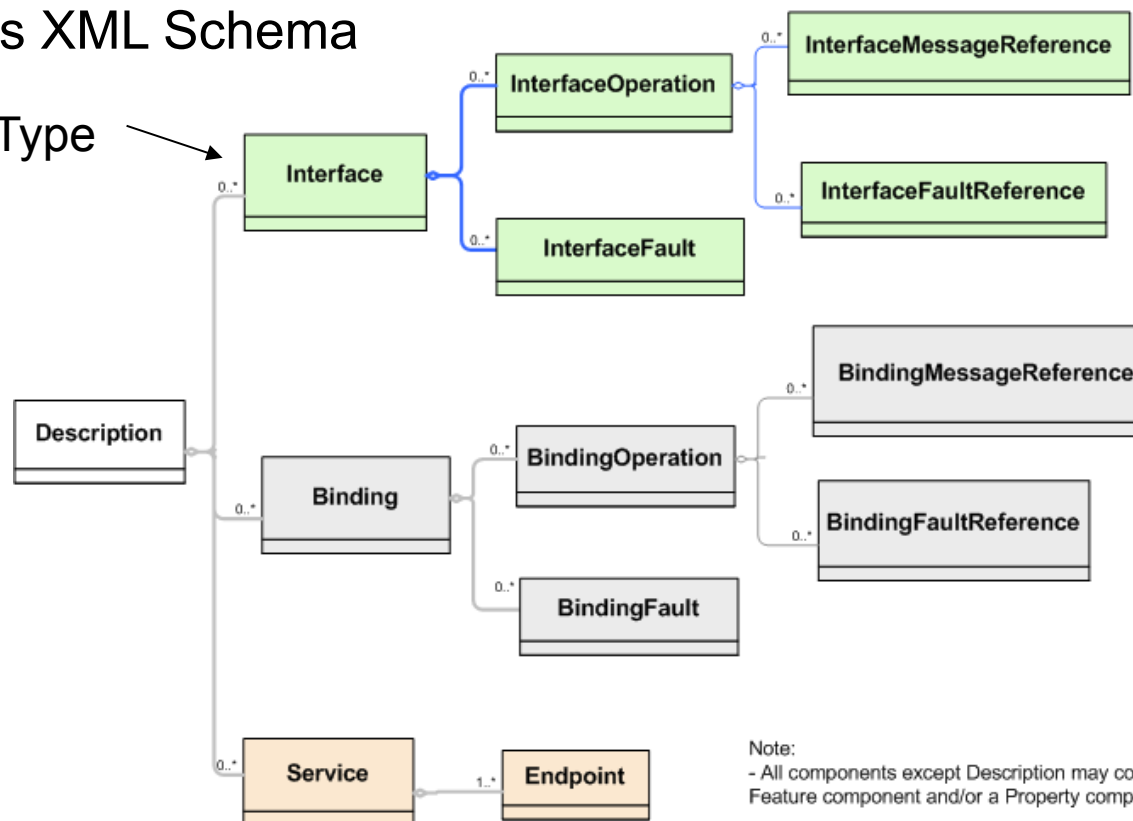 s XML Schema
Type
InterfaceMessageReference
0..*
InterfaceOperation
0..*
Interface
0..*
InterfaceFaultReference
0..*
InterfaceFault
0..*
BindingMessageReference
0..*
Description
BindingOperation
0..*
Binding
0..*
BindingFaultReference
0..*
BindingFault
0..*
Service
0..*
Endpoint
1..*
Note:
- All components except Description may co
Feature component and/or a Property comp